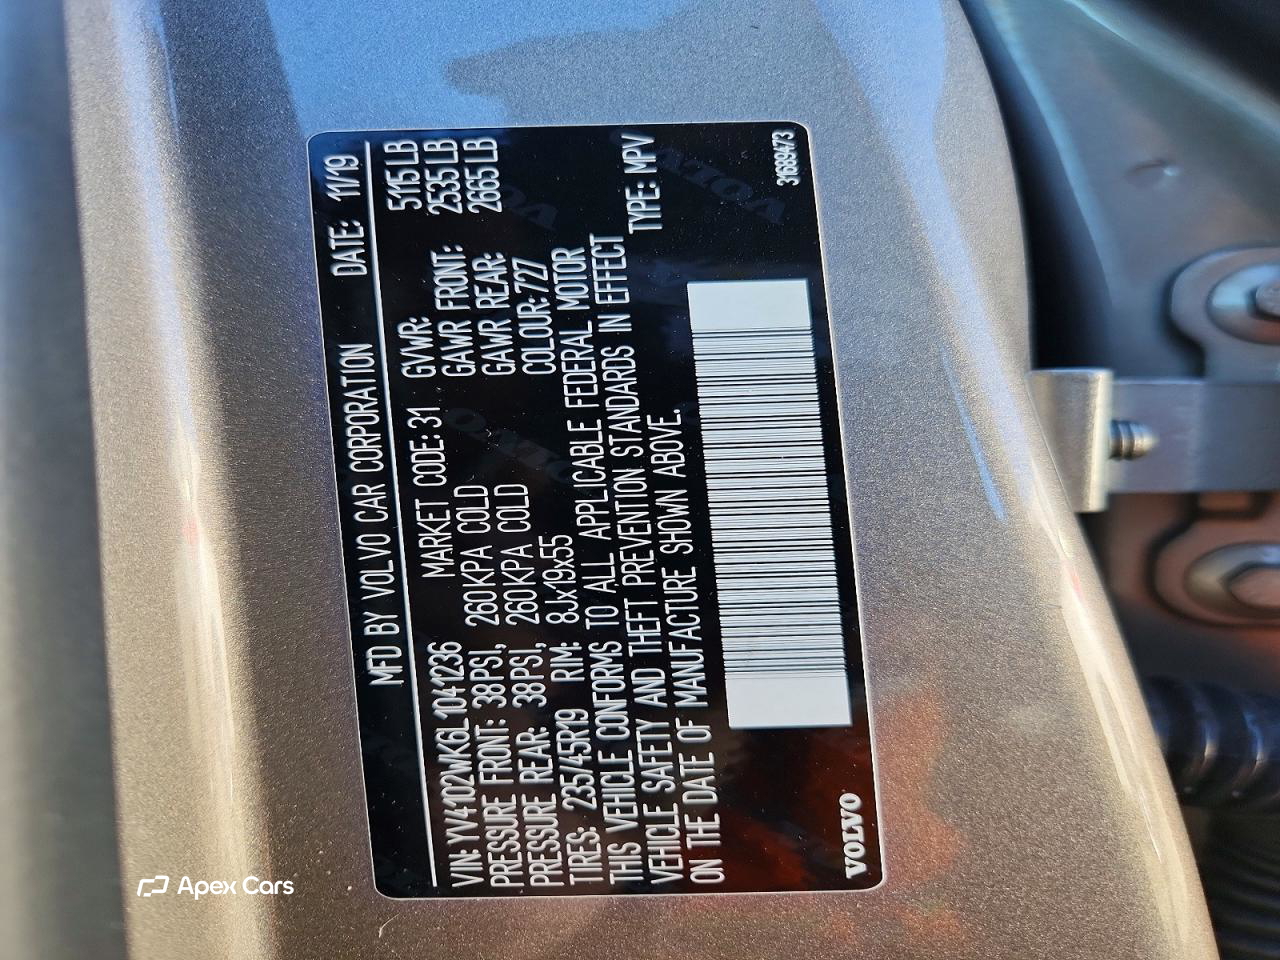 MFD BY VOLVO CAR CORPORATION DATE: 11/19
VIN: YV4102WK6L1041236 MARKET CODE: 31 GVWR: 5115 LB
PRESSURE FRONT: 38PSI, 260KPA COLD GAWR FRONT: 2535 LB
PRESSURE REAR: 38PSI, 260KPA COLD GAWR REAR: 2665 LB
TIRES: 235/45R19 RIM: 8Jx19x55 COLOUR: 727
THIS VEHICLE CONFORMS TO ALL APPLICABLE FEDERAL MOTOR
VEHICLE SAFETY AND THEFT PREVENTION STANDARDS IN EFFECT
ON THE DATE OF MANUFACTURE SHOWN ABOVE. TYPE: MPV
VOLVO 31689473
Apex Cars